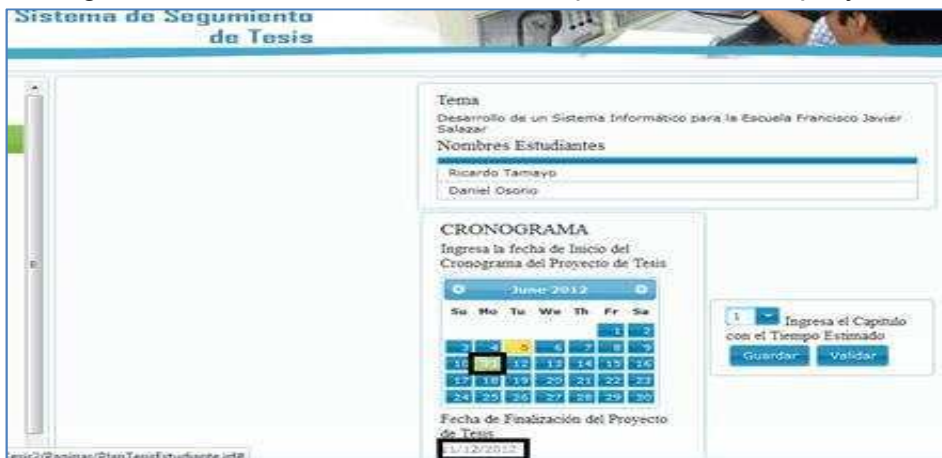 Sistema de Segumiento
de Tesis
Tema
Desarrollo de un Sistema Informático para la Escuela Francisco Javier
Salazar
Nombres Estudiantes
Ricardo Tamayo
Daniel Osorio
CRONOGRAMA
Ingresa la fecha de Inicio del
Cronograma del Proyecto de Tesis
June 2012
Su Mo Tu We Th Fr Sa
1 2
3 4 5 6 7 8 9
10 11 12 13 14 15 16
17 18 19 20 21 22 23
24 25 26 27 28 29 30
Fecha de Finalización del Proyecto
de Tesis
11/12/2012
1 Ingresa el Capitulo
con el Tiempo Estimado
Guardar Validar